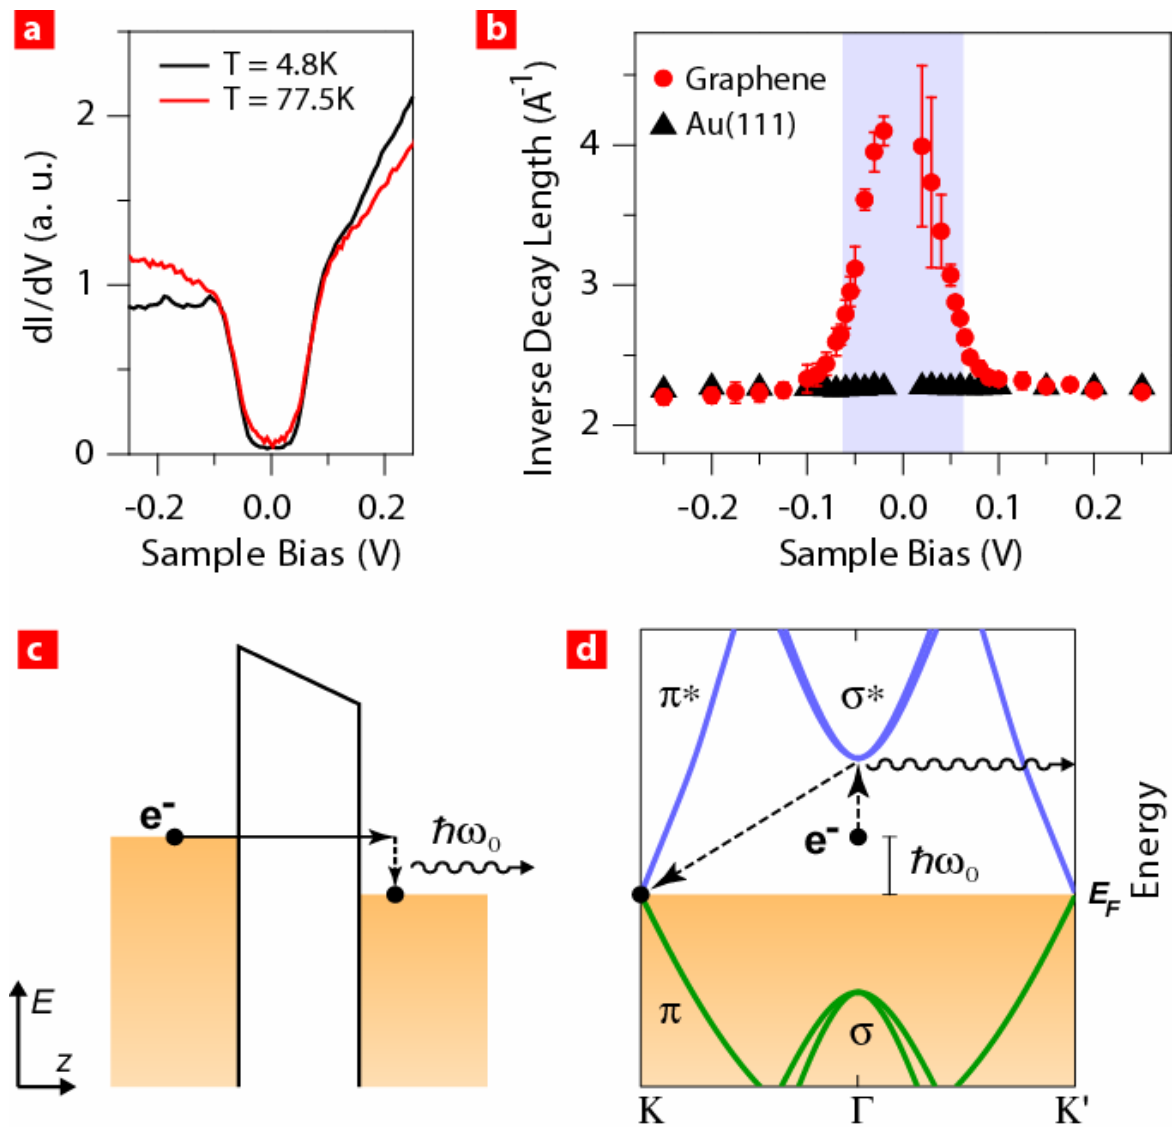 a
T = 4.8K
T = 77.5K
2
1
0
dI/dV (a. u.)
-0.2 0.0 0.2
Sample Bias (V)
b
Graphene
Au(111)
4
3
2
Inverse Decay Length (A⁻¹)
-0.2 -0.1 0.0 0.1 0.2
Sample Bias (V)
c
e⁻
ħω₀
E
z
d
π*
σ*
e⁻
ħω₀
E_F
Energy
π
σ
K Γ K'